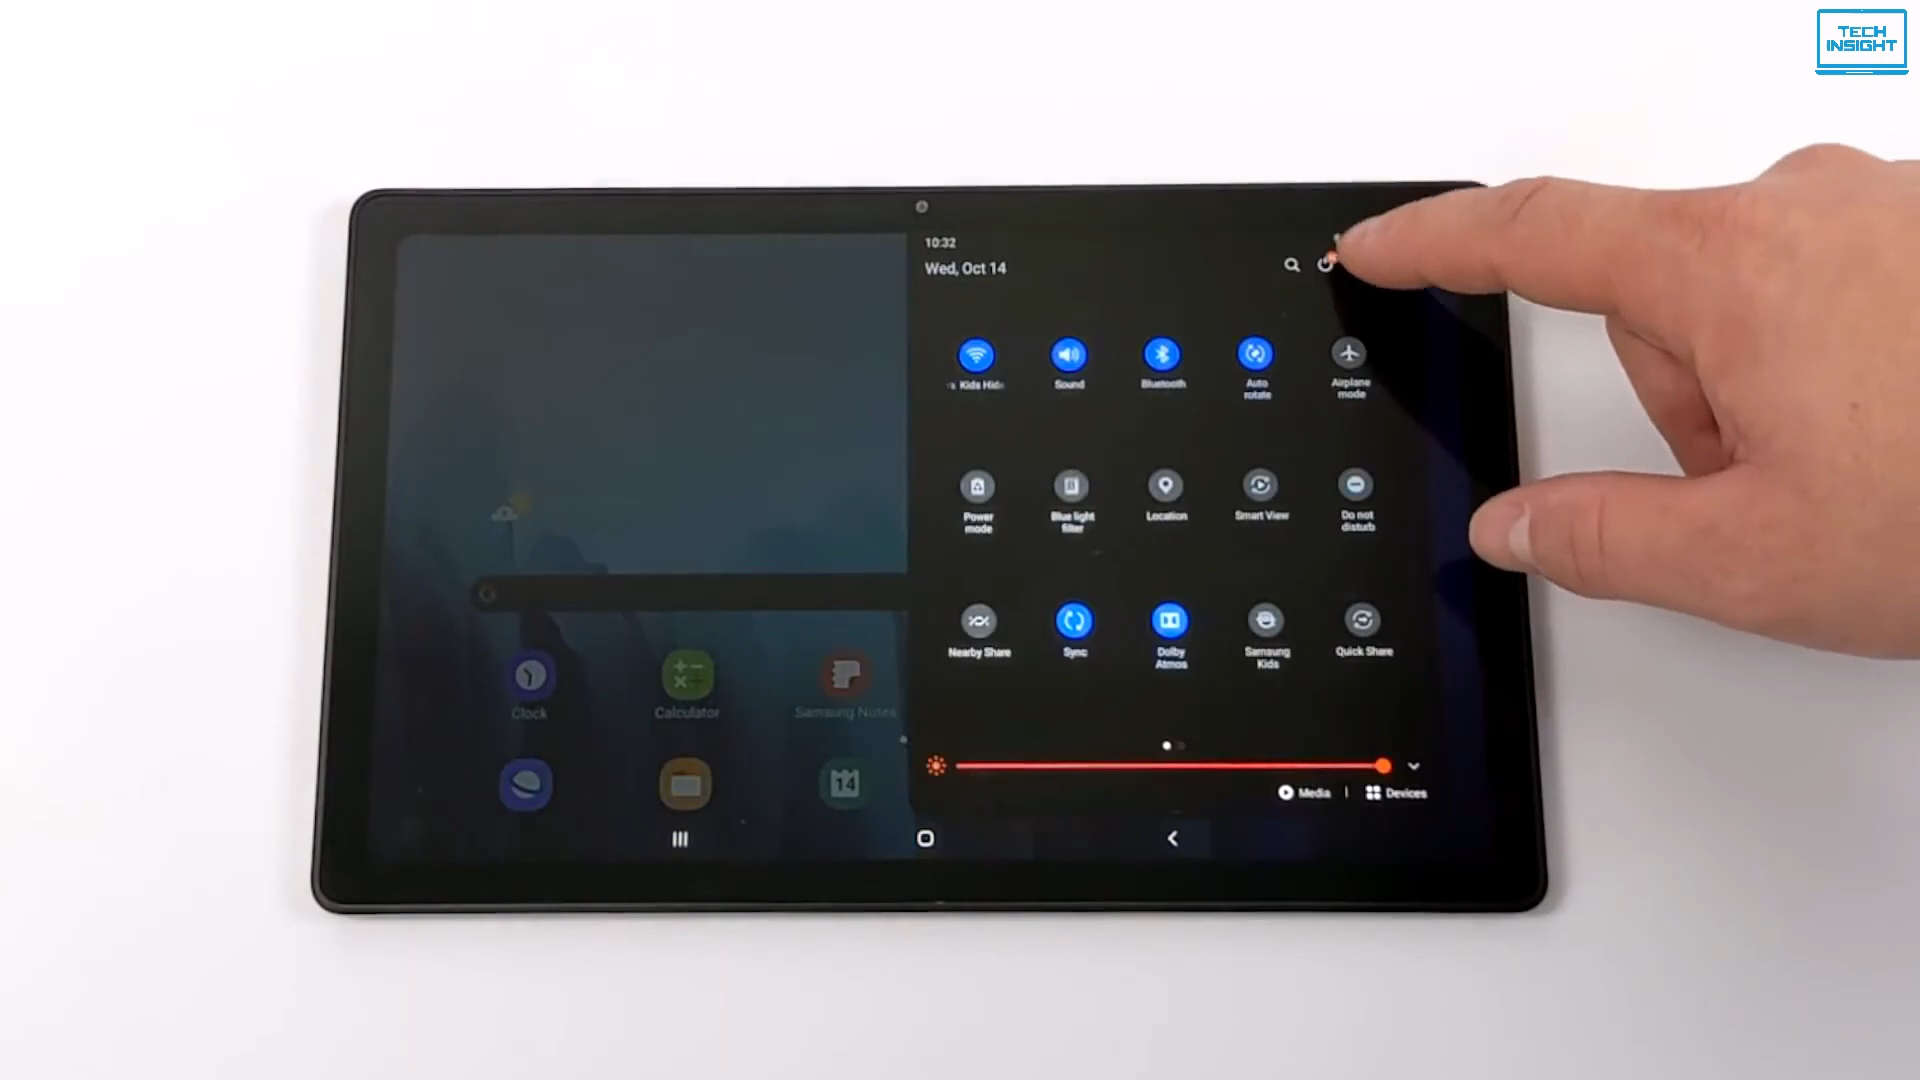 TECH
INSIGHT
10:32
Wed, Oct 14
Kids Hide
Sound
Bluetooth
Auto
rotate
Airplane
mode
Power
mode
Blue light
filter
Location
Smart View
Do not
disturb
Nearby Share
Sync
Dolby
Atmos
Samsung
Kids
Quick Share
Clock
Calculator
Samsung Notes
14
Media
Devices